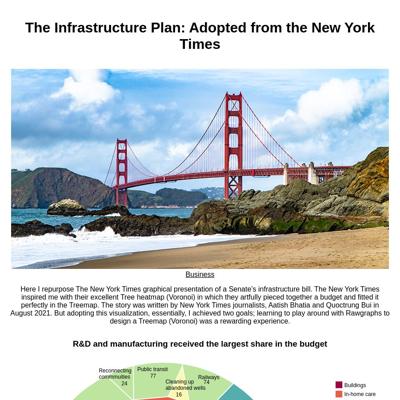 The Infrastructure Plan: Adopted from the New York
Times
Business
Here I repurpose The New York Times graphical presentation of a Senate's infrastructure bill. The New York Times
inspired me with their excellent Tree heatmap (Voronoi) in which they artfully pieced together a budget and fitted it
perfectly in the Treemap. The story was written by New York Times journalists, Aatish Bhatia and Quoctrung Bui in
August 2021. But adopting this visualization, essentially, I achieved two goals; learning to play around with Rawgraphs to
design a Treemap (Voronoi) was a rewarding experience.
R&D and manufacturing received the largest share in the budget
Reconnecting
communities
24
Public transit
77
Railways
74
Cleaning up
abandoned wells
16
Buildings
In-home care